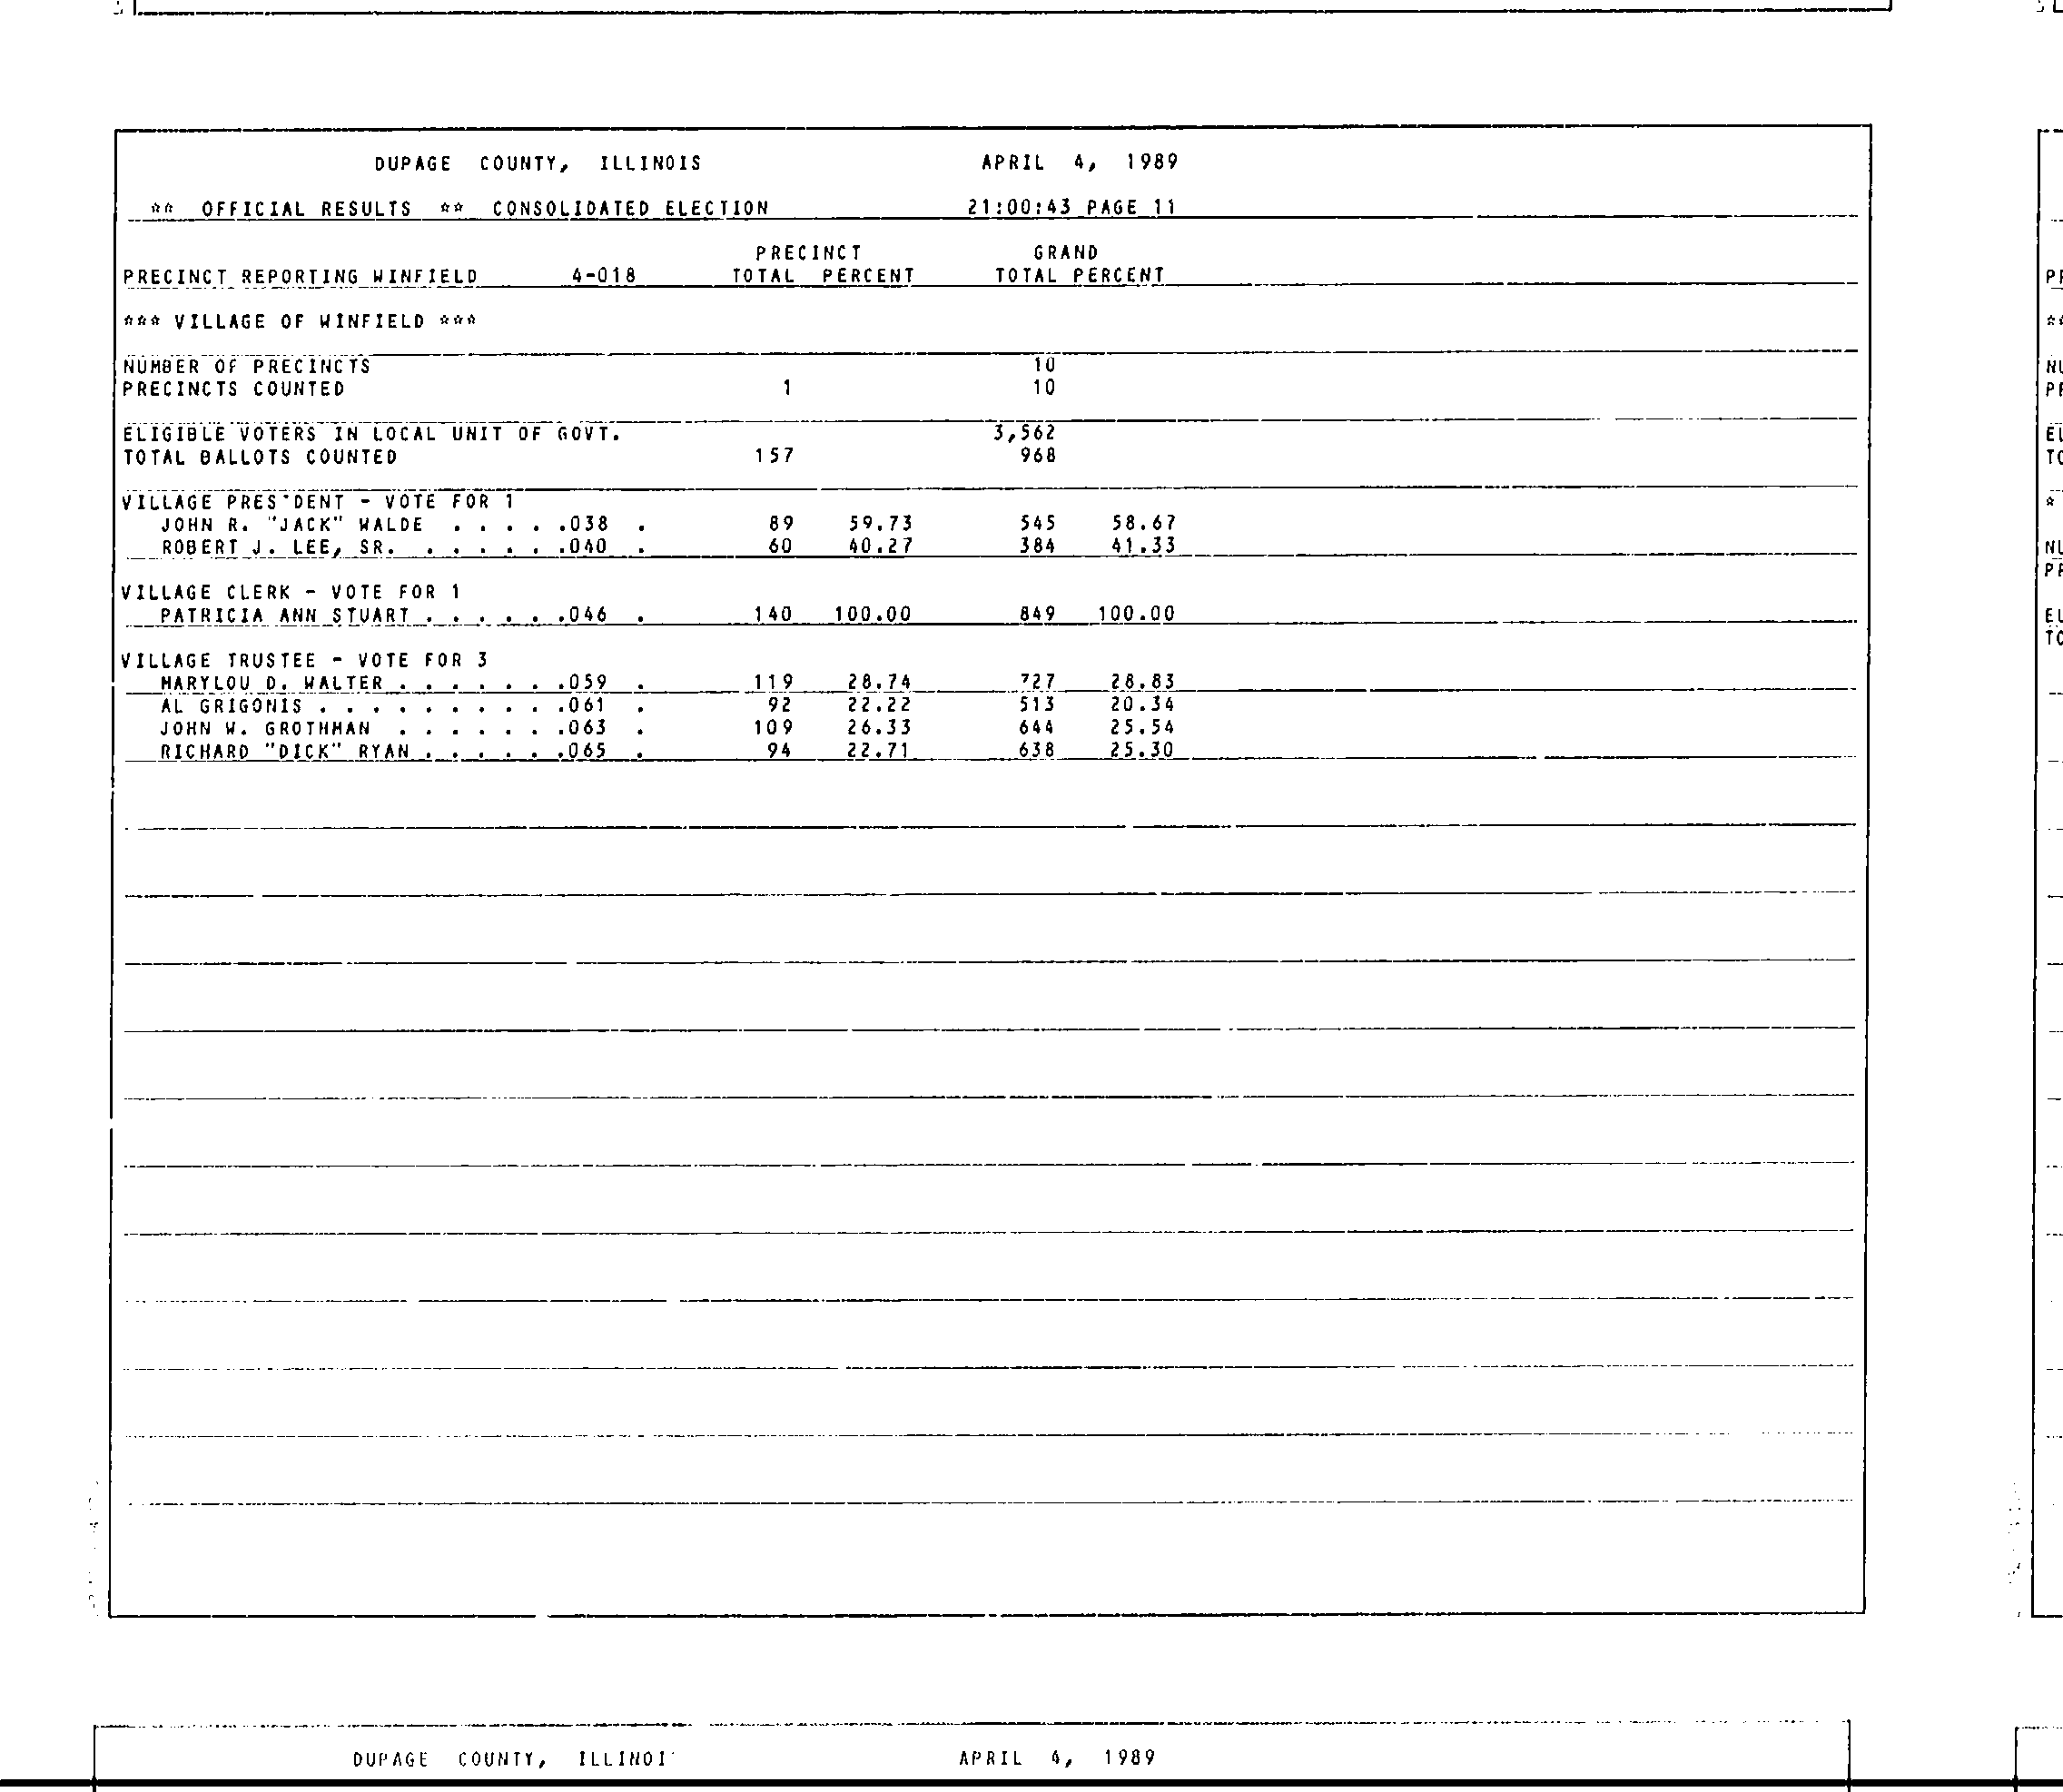 DUPAGE COUNTY, ILLINOIS APRIL 4, 1989
** OFFICIAL RESULTS ** CONSOLIDATED ELECTION 21:00:43 PAGE 11
PRECINCT GRAND
PRECINCT REPORTING WINFIELD 4-018 TOTAL PERCENT TOTAL PERCENT
*** VILLAGE OF WINFIELD ***
NUMBER OF PRECINCTS 10
PRECINCTS COUNTED 1 10
ELIGIBLE VOTERS IN LOCAL UNIT OF GOVT. 3,562
TOTAL BALLOTS COUNTED 157 968
VILLAGE PRES'DENT - VOTE FOR 1
JOHN R. "JACK" WALDE . . . . .038 . 89 59.73 545 58.67
ROBERT J. LEE, SR. . . . . . .040 . 60 40.27 384 41.33
VILLAGE CLERK - VOTE FOR 1
PATRICIA ANN STUART . . . . . .046 . 140 100.00 849 100.00
VILLAGE TRUSTEE - VOTE FOR 3
MARYLOU D. WALTER . . . . . . .059 . 119 28.74 727 28.83
AL GRIGONIS . . . . . . . . . .061 . 92 22.22 513 20.34
JOHN W. GROTHMAN . . . . . . .063 . 109 26.33 644 25.54
RICHARD "DICK" RYAN . . . . . .065 . 94 22.71 638 25.30
DUPAGE COUNTY, ILLINOI APRIL 4, 1989